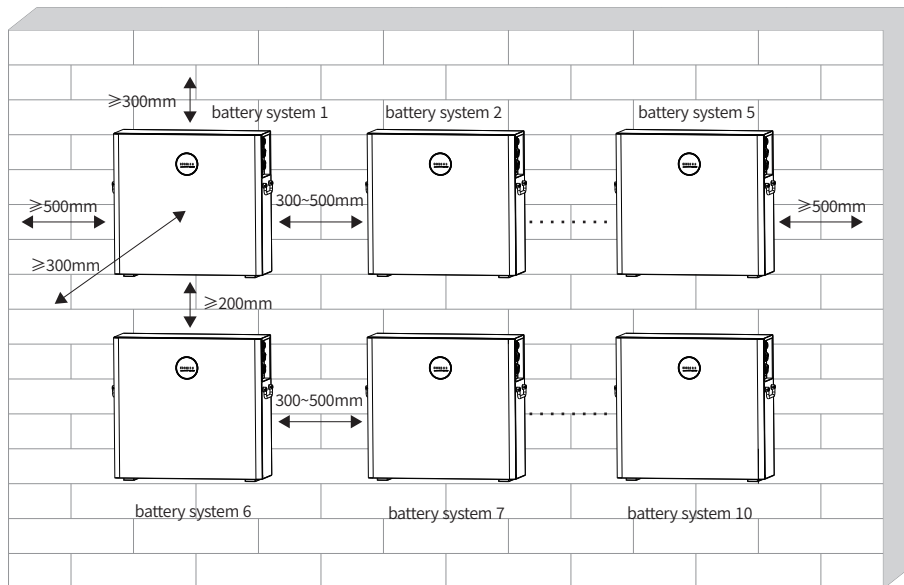 ≥300mm
battery system 1
battery system 2
battery system 5
≥500mm
300~500mm
≥500mm
≥300mm
≥200mm
300~500mm
battery system 6
battery system 7
battery system 10